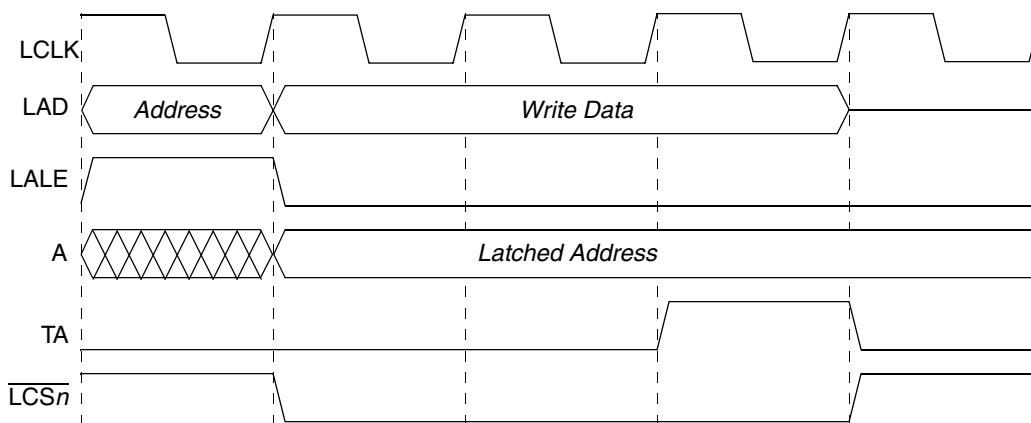 LCLK
LAD Address Write Data
LALE
A Latched Address
TA
LCSn